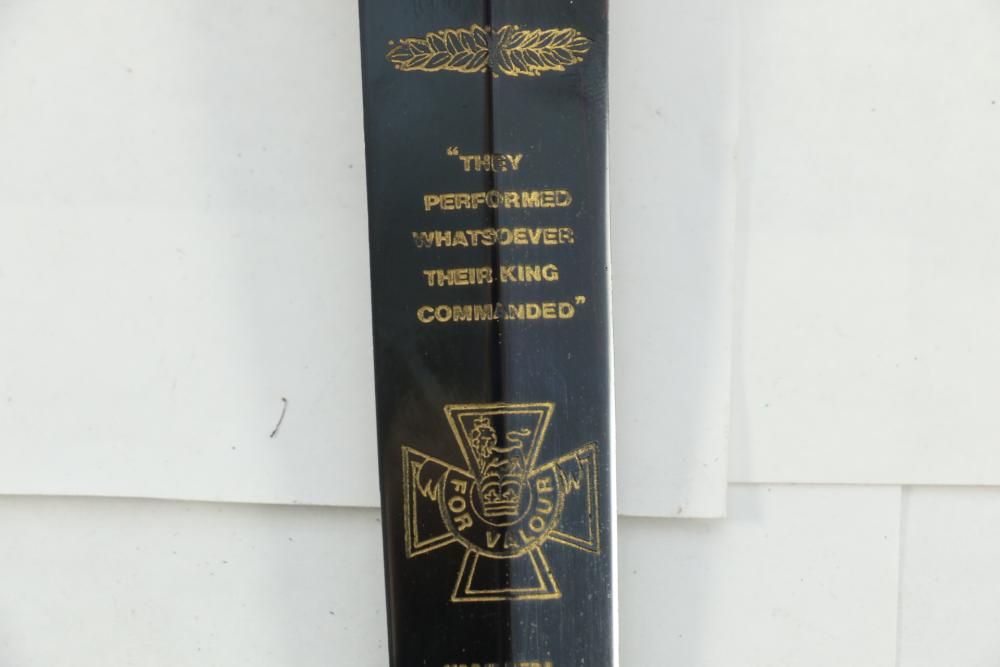 “THEY
PERFORMED
WHATSOEVER
THEIR KING
COMMANDED”
FOR VALOUR